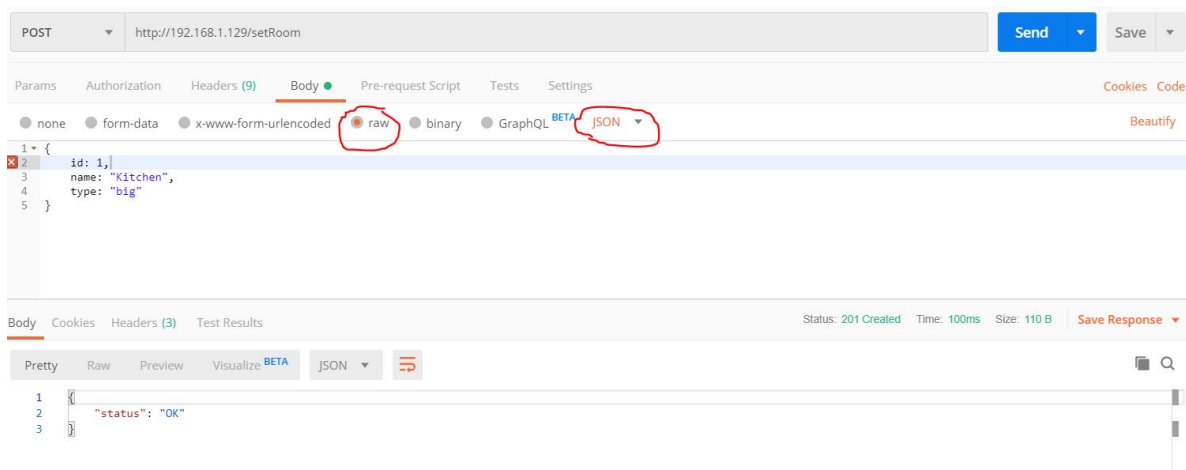 POST http://192.168.1.129/setRoom Send Save
Params Authorization Headers (9) Body Pre-request Script Tests Settings Cookies Code
none form-data x-www-form-urlencoded raw binary GraphQL BETA JSON Beautify
1 {
2 id: 1,
3 name: "Kitchen",
4 type: "big"
5 }
Body Cookies Headers (3) Test Results Status: 201 Created Time: 100ms Size: 110 B Save Response
Pretty Raw Preview Visualize BETA JSON
1 {
2 "status": "OK"
3 }